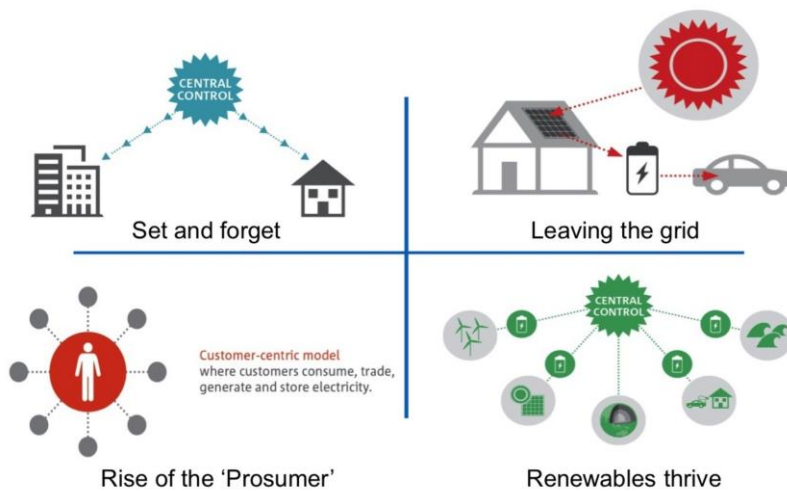 CENTRAL
CONTROL
Set and forget
Leaving the grid
Customer-centric model
where customers consume, trade,
generate and store electricity.
Rise of the ‘Prosumer’
CENTRAL
CONTROL
Renewables thrive